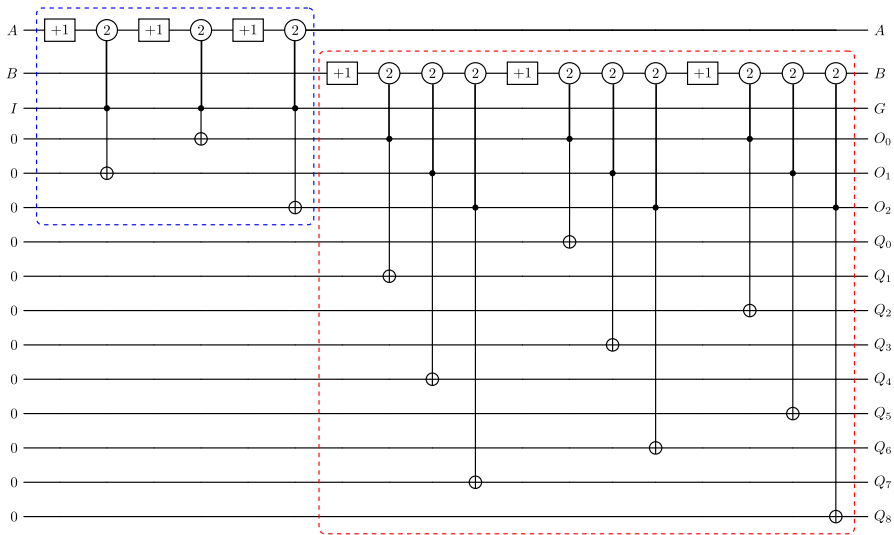 A +1 2 +1 2 +1 2 A
B +1 2 2 2 +1 2 2 2 +1 2 2 2 B
I G
0 O₀
0 O₁
0 O₂
0 Q₀
0 Q₁
0 Q₂
0 Q₃
0 Q₄
0 Q₅
0 Q₆
0 Q₇
0 Q₈